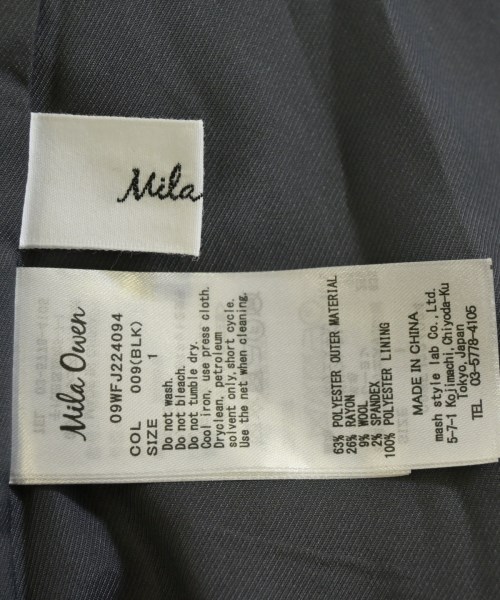 Mila
Mila Owen
09WFJ224094
COL 009(BLK)
SIZE 1
Do not wash.
Do not bleach.
Do not tumble dry.
Cool iron, use press cloth.
Dryclean, petroleum
solvent only, short cycle.
Use the net when cleaning.
63% POLYESTER OUTER MATERIAL
26% RAYON
9% WOOL
2% SPANDEX
100% POLYESTER LINING
MADE IN CHINA
mash style lab Co., Ltd.
5-7-1 Kojimachi, Chiyoda-Ku
Tokyo, Japan
TEL 03-5778-4105